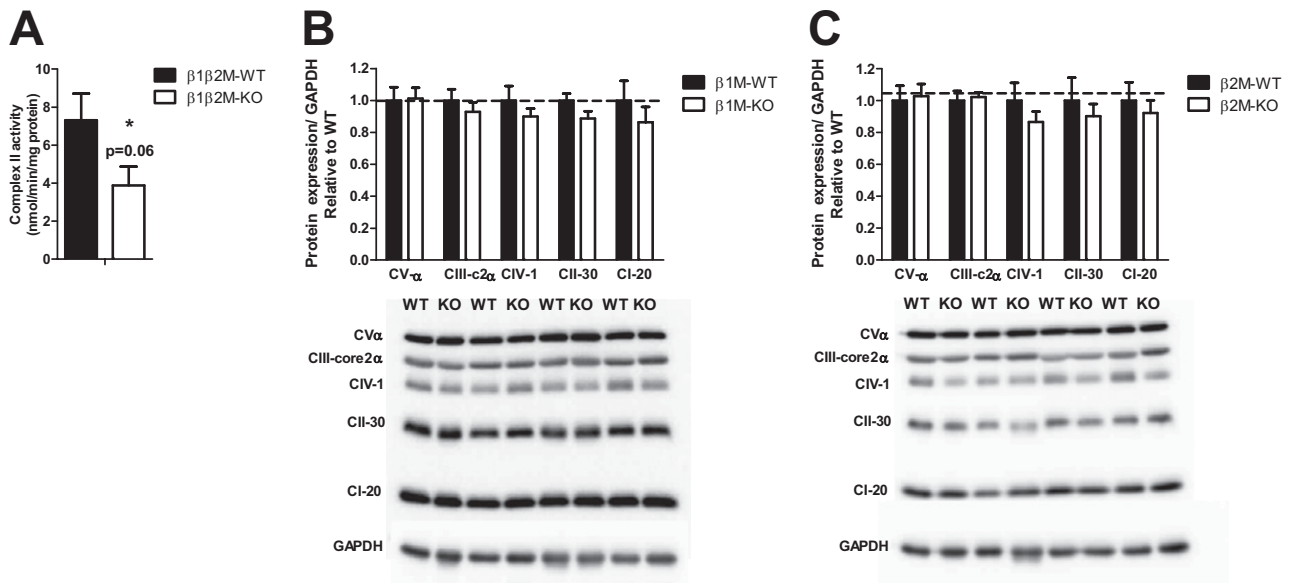 A
Complex II activity
(nmol/min/mg protein)
10
8
6
4
2
0
*
p=0.06
β1β2M-WT
β1β2M-KO
B
Protein expression/ GAPDH
Relative to WT
1.2
1.0
0.8
0.6
0.4
0.2
0.0
CV-α CIII-c2α CIV-1 CII-30 CI-20
β1M-WT
β1M-KO
WT KO WT KO WT KO WT KO
CVα
CIII-core2α
CIV-1
CII-30
CI-20
GAPDH
C
Protein expression/ GAPDH
Relative to WT
1.2
1.0
0.8
0.6
0.4
0.2
0.0
CV-α CIII-c2α CIV-1 CII-30 CI-20
β2M-WT
β2M-KO
WT KO WT KO WT KO WT KO
CVα
CIII-core2α
CIV-1
CII-30
CI-20
GAPDH